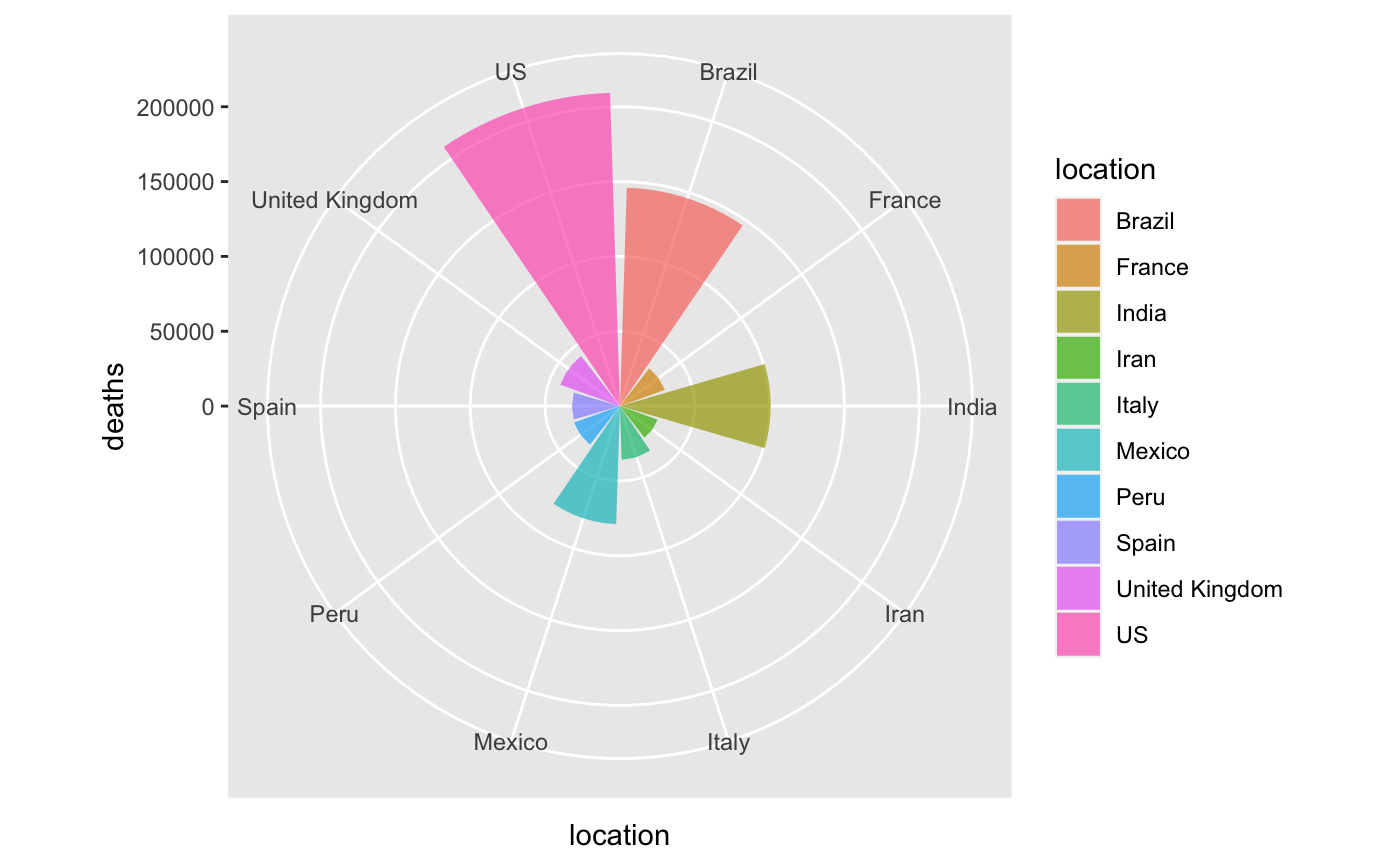 US
Brazil
200000
150000
United Kingdom
France
100000
50000
deaths
0
Spain
India
Peru
Iran
Mexico
Italy
location
location
Brazil
France
India
Iran
Italy
Mexico
Peru
Spain
United Kingdom
US